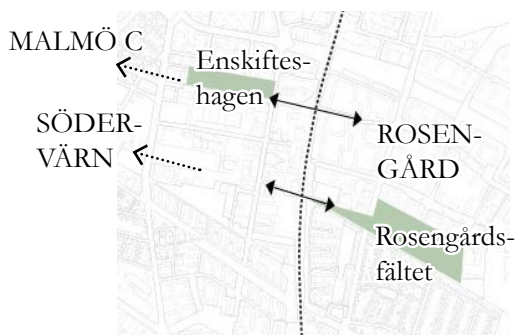 MALMÖ C
Enskiftes-
hagen
SÖDER-
VÄRN
ROSEN-
GÅRD
Rosengårds-
fältet